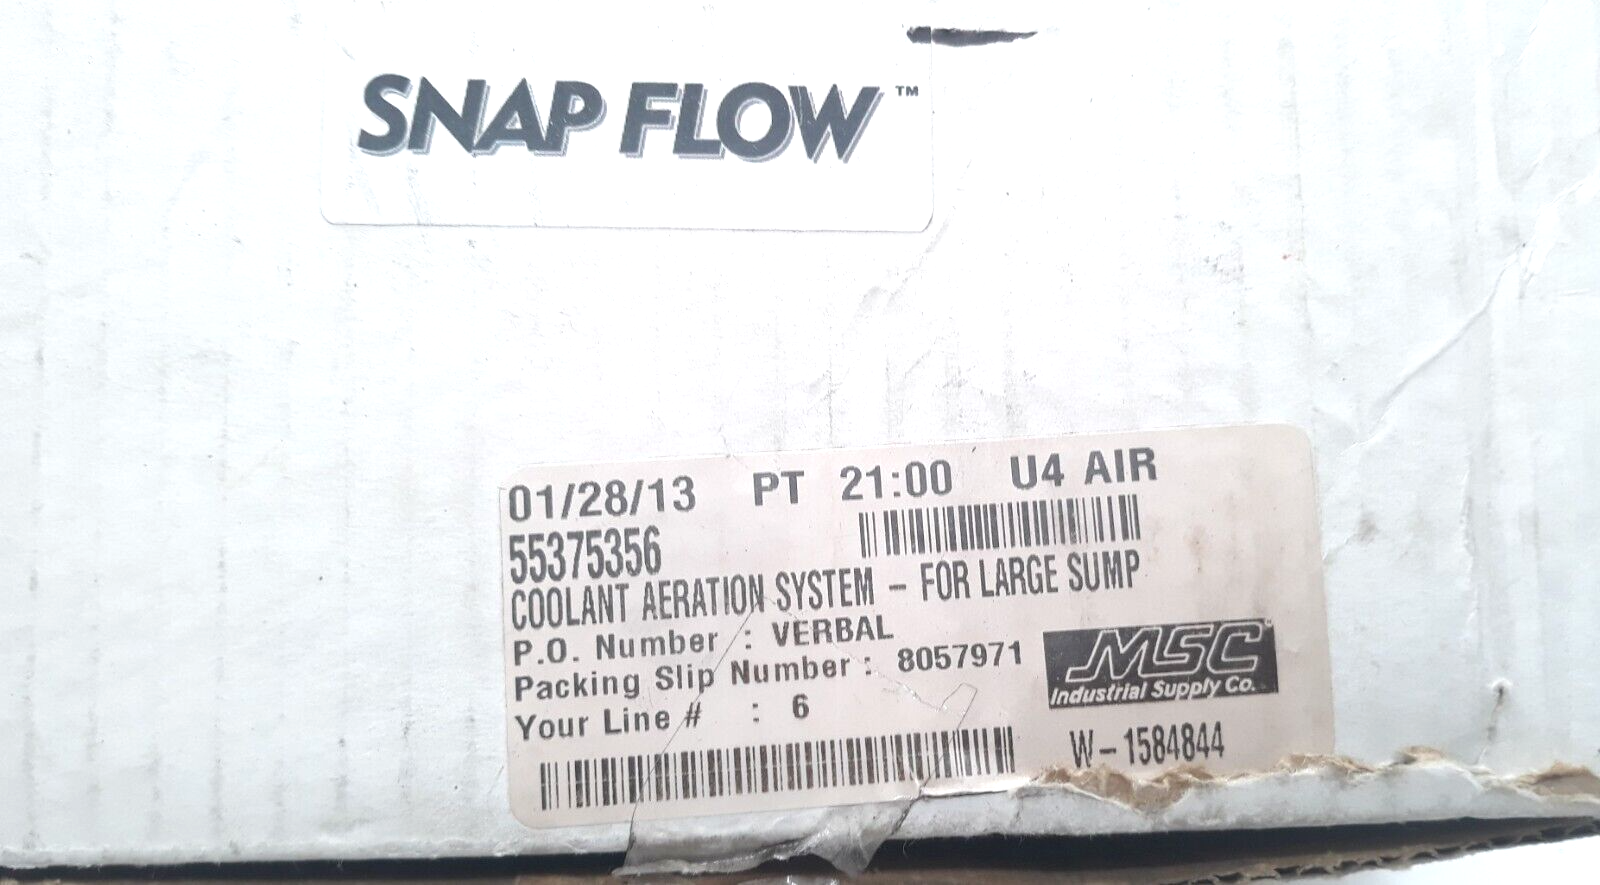 SNAP FLOW™
01/28/13 PT 21:00 U4 AIR
55375356
COOLANT AERATION SYSTEM - FOR LARGE SUMP
P.O. Number : VERBAL
Packing Slip Number : 8057971
Your Line # : 6
MSC
Industrial Supply Co.
W-1584844